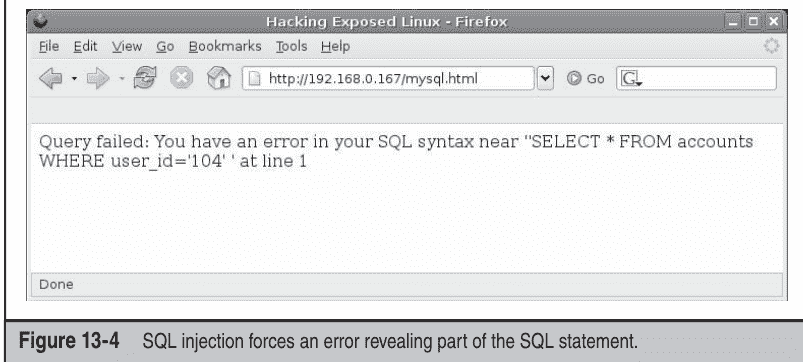 Hacking Exposed Linux - Firefox
File Edit View Go Bookmarks Tools Help
http://192.168.0.167/mysql.html Go G
Query failed: You have an error in your SQL syntax near "SELECT * FROM accounts
WHERE user_id='104' ' at line 1
Done
Figure 13-4 SQL injection forces an error revealing part of the SQL statement.